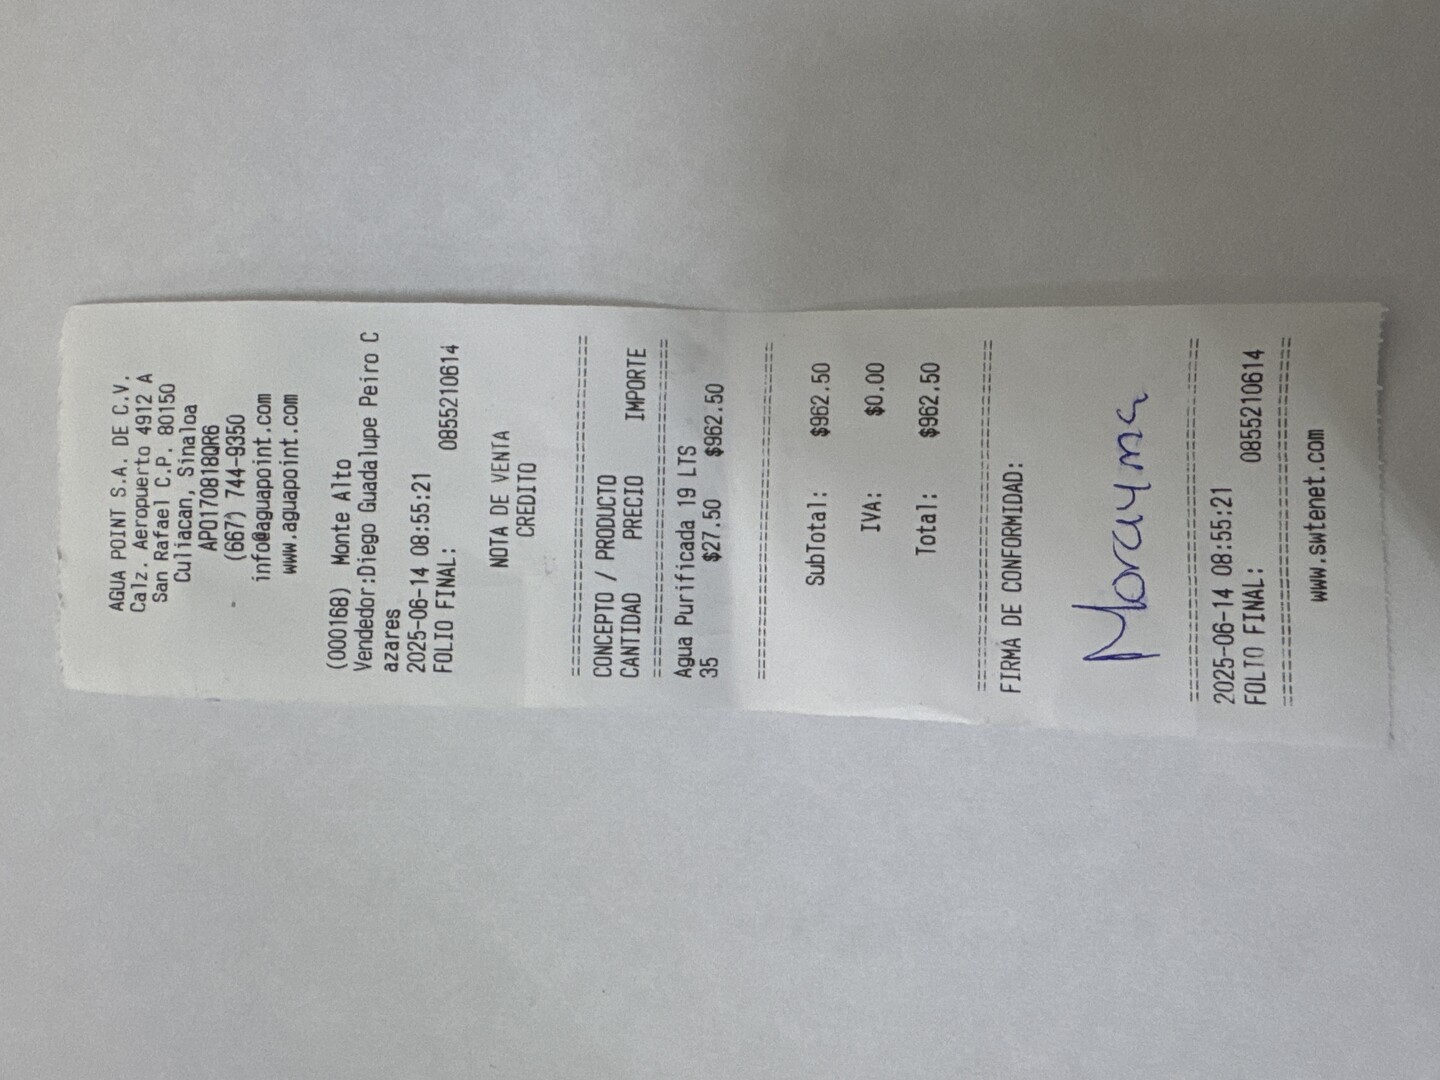 AGUA POINT S.A. DE C.V.
Calz. Aeropuerto 4912 A
San Rafael C.P. 80150
Culiacan, Sinaloa
APO170818QR6
(667) 744-9350
info@aguapoint.com
www.aguapoint.com
(000168) Monte Alto
Vendedor:Diego Guadalupe Peiro C
azares
2025-06-14 08:55:21
FOLIO FINAL: 0855210614
NOTA DE VENTA
CREDITO
================================
CONCEPTO / PRODUCTO
CANTIDAD PRECIO IMPORTE
================================
Agua Purificada 19 LTS
35 $27.50 $962.50
================================
SubTotal: $962.50
IVA: $0.00
Total: $962.50
================================
FIRMA DE CONFORMIDAD:
Morayma
================================
2025-06-14 08:55:21
FOLIO FINAL: 0855210614
================================
www.swtenet.com